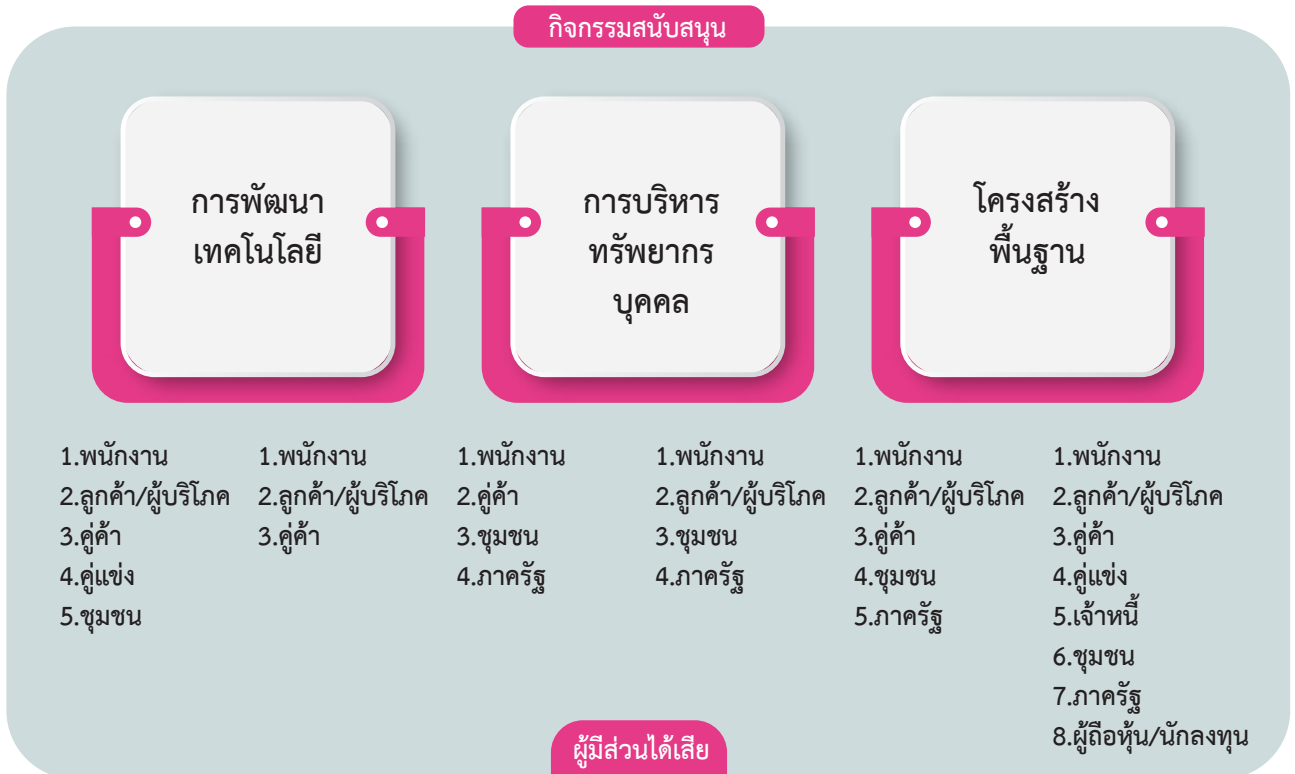 กิจกรรมสนับสนุน
การพัฒนา
เทคโนโลยี
การบริหาร
ทรัพยากร
บุคคล
โครงสร้าง
พื้นฐาน
1.พนักงาน
2.ลูกค้า/ผู้บริโภค
3.คู่ค้า
4.คู่แข่ง
5.ชุมชน
1.พนักงาน
2.ลูกค้า/ผู้บริโภค
3.คู่ค้า
1.พนักงาน
2.คู่ค้า
3.ชุมชน
4.ภาครัฐ
1.พนักงาน
2.ลูกค้า/ผู้บริโภค
3.ชุมชน
4.ภาครัฐ
1.พนักงาน
2.ลูกค้า/ผู้บริโภค
3.คู่ค้า
4.ชุมชน
5.ภาครัฐ
1.พนักงาน
2.ลูกค้า/ผู้บริโภค
3.คู่ค้า
4.คู่แข่ง
5.เจ้าหนี้
6.ชุมชน
7.ภาครัฐ
8.ผู้ถือหุ้น/นักลงทุน
ผู้มีส่วนได้เสีย